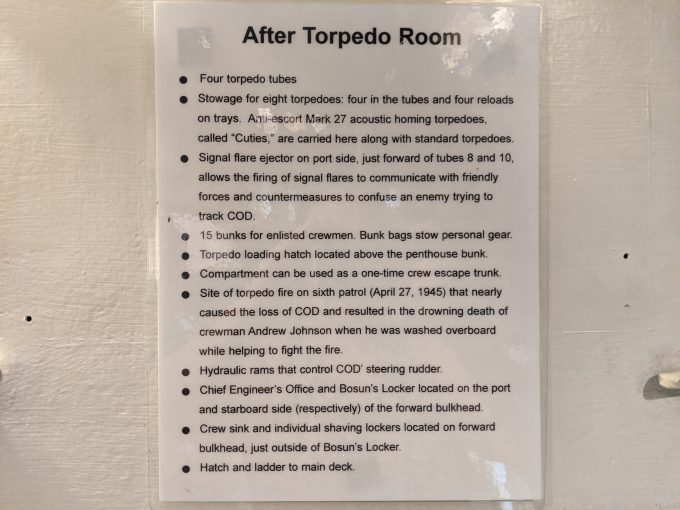 After Torpedo Room
● Four torpedo tubes
● Stowage for eight torpedoes: four in the tubes and four reloads
on trays. Anti-escort Mark 27 acoustic homing torpedoes,
called "Cuties," are carried here along with standard torpedoes.
● Signal flare ejector on port side, just forward of tubes 8 and 10,
allows the firing of signal flares to communicate with friendly
forces and countermeasures to confuse an enemy trying to
track COD.
● 15 bunks for enlisted crewmen. Bunk bags stow personal gear.
● Torpedo loading hatch located above the penthouse bunk.
● Compartment can be used as a one-time crew escape trunk.
● Site of torpedo fire on sixth patrol (April 27, 1945) that nearly
caused the loss of COD and resulted in the drowning death of
crewman Andrew Johnson when he was washed overboard
while helping to fight the fire.
● Hydraulic rams that control COD' steering rudder.
● Chief Engineer's Office and Bosun's Locker located on the port
and starboard side (respectively) of the forward bulkhead.
● Crew sink and individual shaving lockers located on forward
bulkhead, just outside of Bosun's Locker.
● Hatch and ladder to main deck.